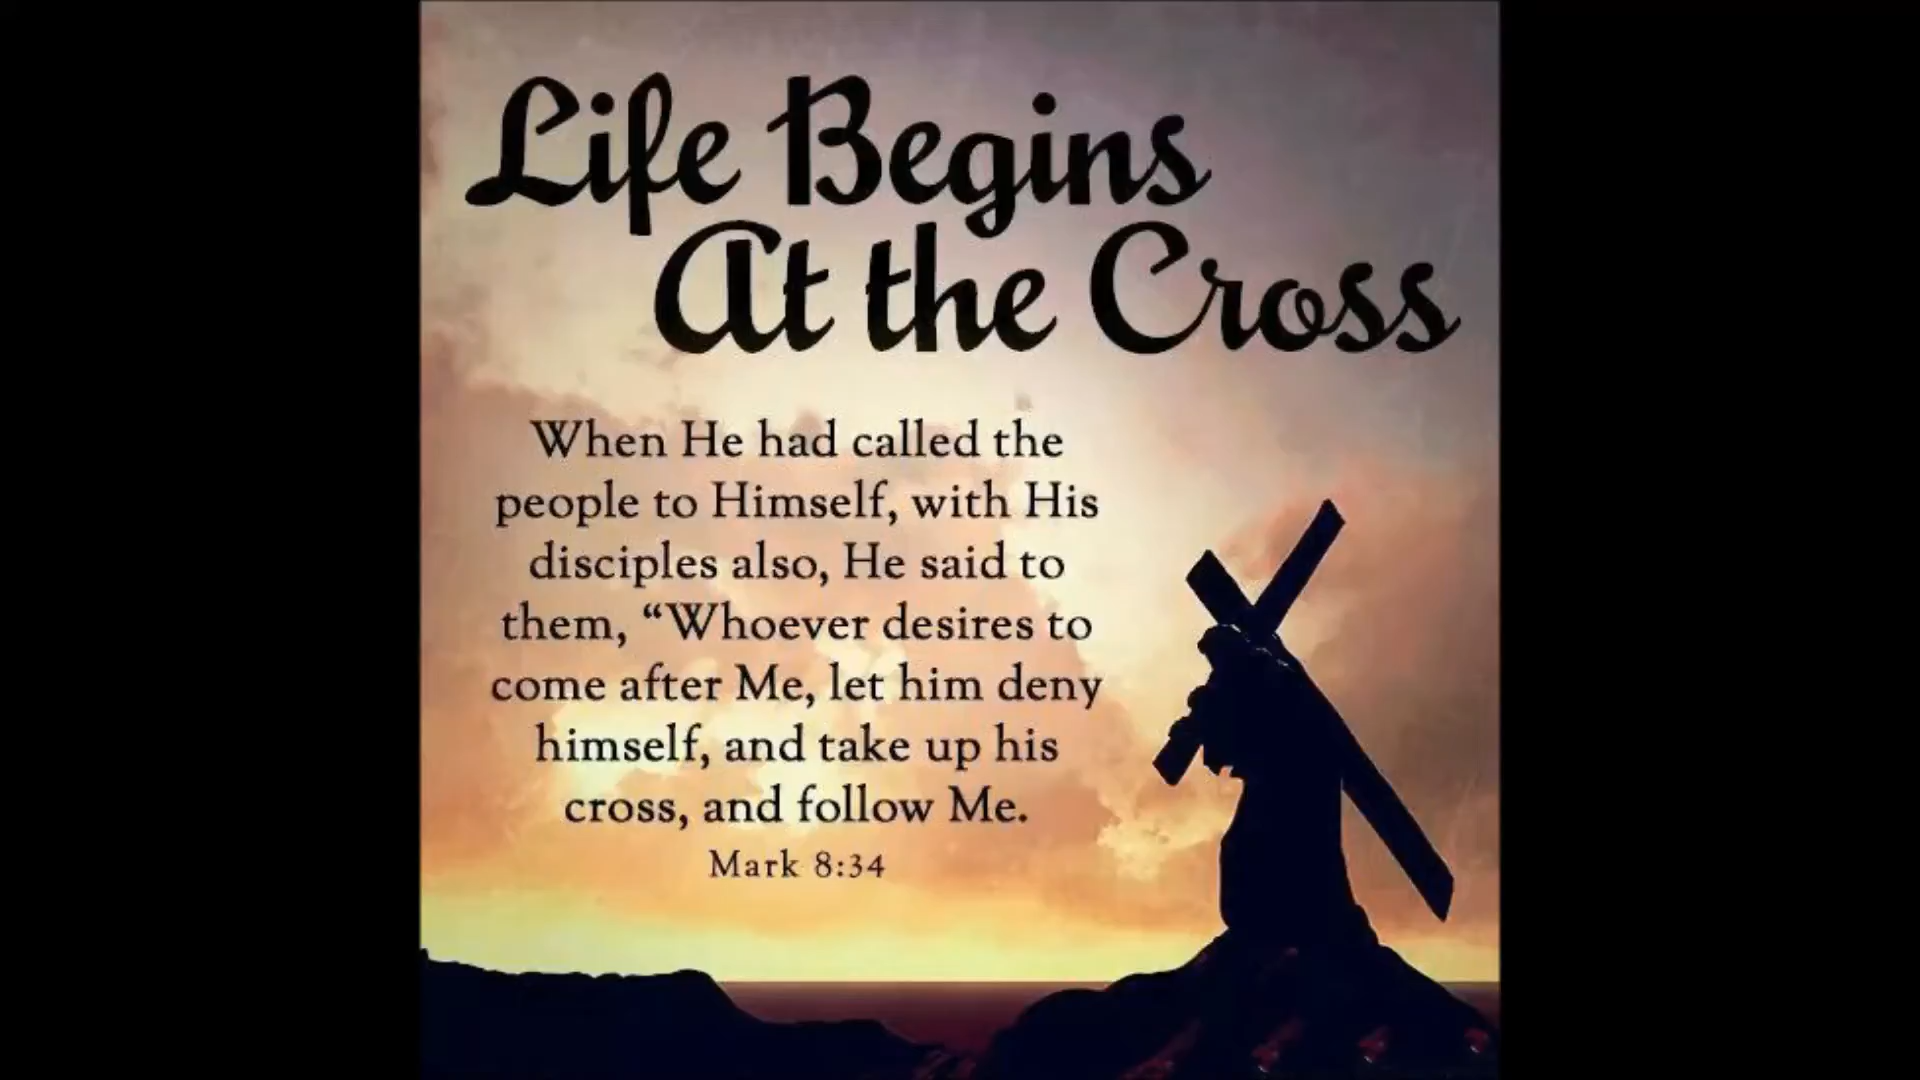 Life Begins
At the Cross
When He had called the
people to Himself, with His
disciples also, He said to
them, “Whoever desires to
come after Me, let him deny
himself, and take up his
cross, and follow Me.
Mark 8:34